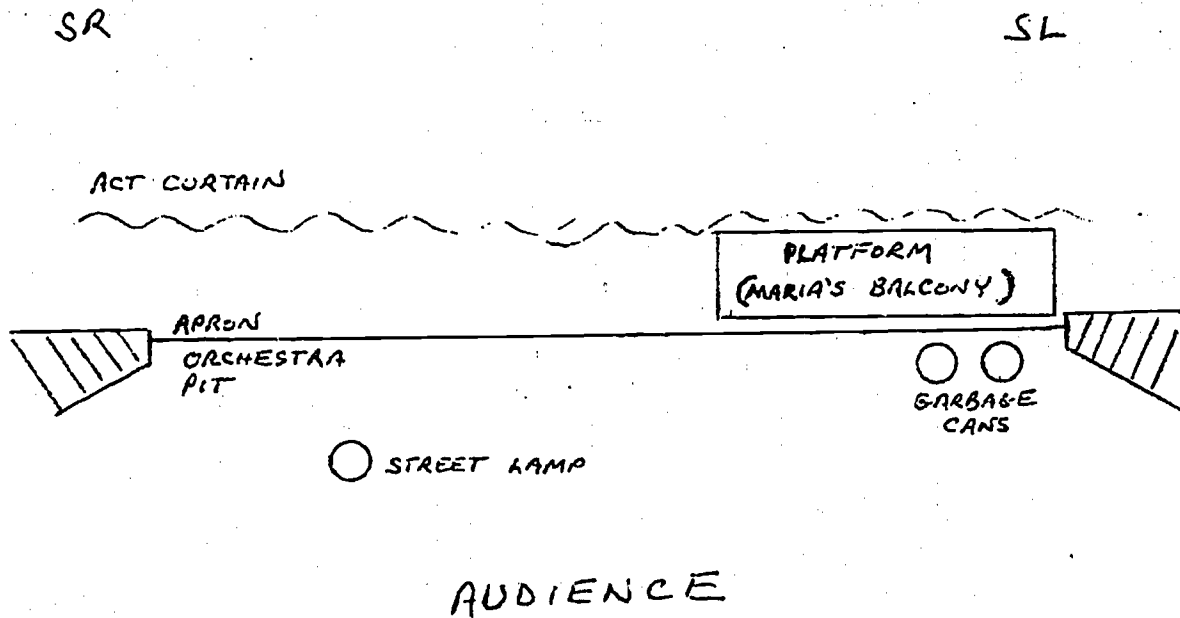 SR
SL
ACT CURTAIN
PLATFORM
(MARIA'S BALCONY)
APRON
ORCHESTRA
PIT
GARBAGE
CANS
STREET LAMP
AUDIENCE